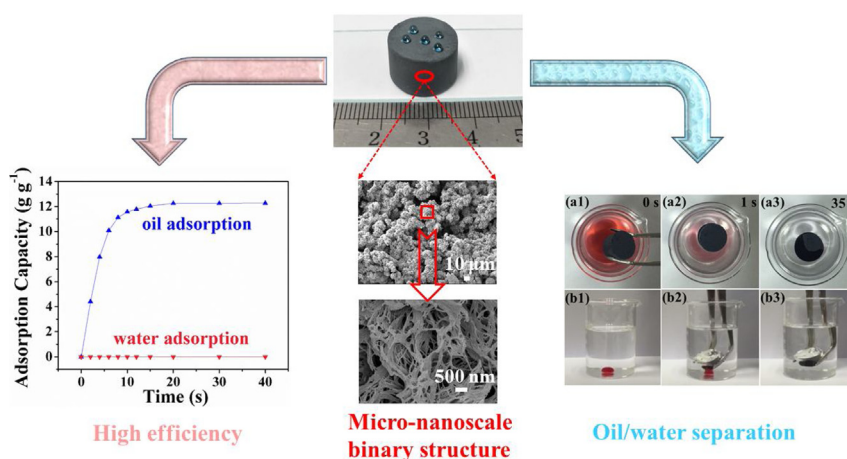 2 3 4 5
10 μm
500 nm
Micro-nanoscale
binary structure
Adsorption Capacity (g g-1)
14
12
10
8
6
4
2
0
oil adsorption
water adsorption
0 10 20 30 40
Time (s)
High efficiency
(a1) 0 s
(a2) 1 s
(a3) 35
(b1)
(b2)
(b3)
Oil/water separation